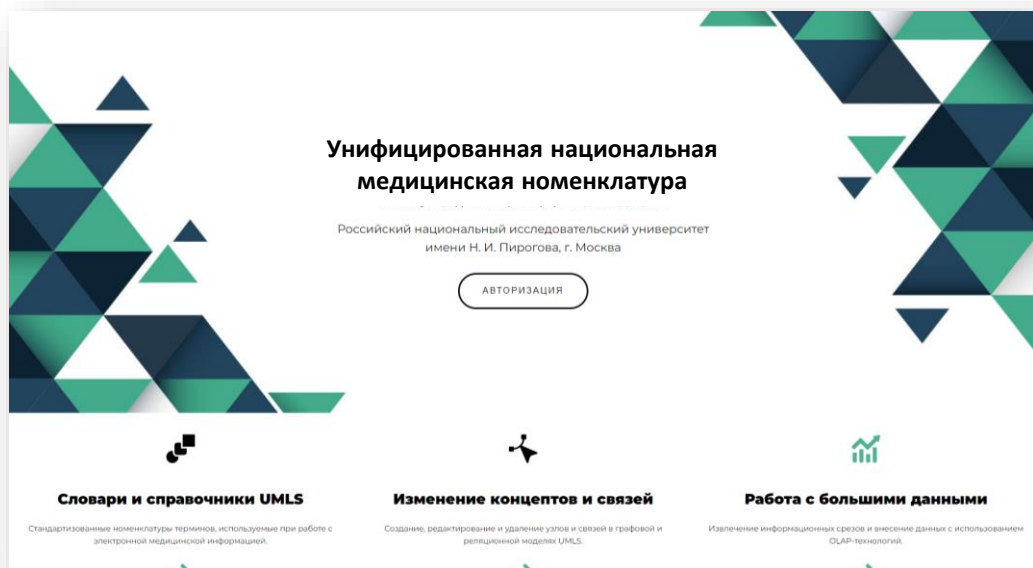 Унифицированная национальная
медицинская номенклатура
Российский национальный исследовательский университет
имени Н. И. Пирогова, г. Москва
АВТОРИЗАЦИЯ
Словари и справочники UMLS
Стандартизованные номенклатуры терминов, используемые при работе с
электронной медицинской информацией.
Изменение концептов и связей
Создание, редактирование и удаление узлов и связей в графовой и
реляционной моделях UMLS.
Работа с большими данными
Извлечение информационных срезов и внесение данных с использованием
OLAP-технологий.